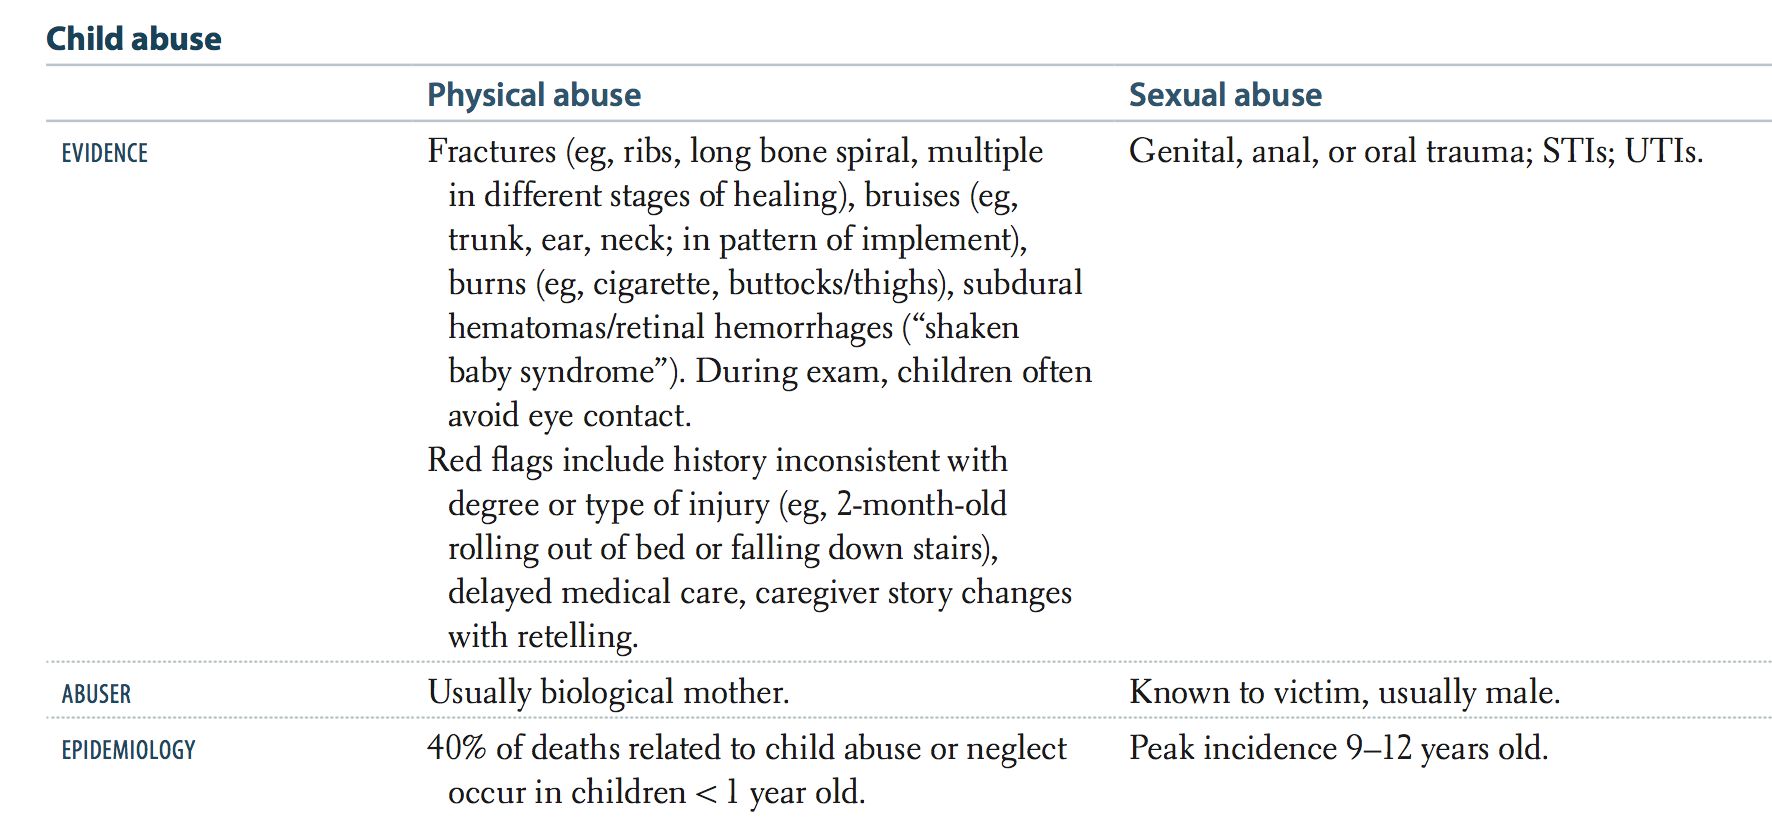 Child abuse
Physical abuse
Sexual abuse
EVIDENCE
Fractures (eg, ribs, long bone spiral, multiple
in different stages of healing), bruises (eg,
trunk, ear, neck; in pattern of implement),
burns (eg, cigarette, buttocks/thighs), subdural
hematomas/retinal hemorrhages (“shaken
baby syndrome”). During exam, children often
avoid eye contact.
Red flags include history inconsistent with
degree or type of injury (eg, 2-month-old
rolling out of bed or falling down stairs),
delayed medical care, caregiver story changes
with retelling.
Genital, anal, or oral trauma; STIs; UTIs.
ABUSER
Usually biological mother.
Known to victim, usually male.
EPIDEMIOLOGY
40% of deaths related to child abuse or neglect
occur in children < 1 year old.
Peak incidence 9–12 years old.